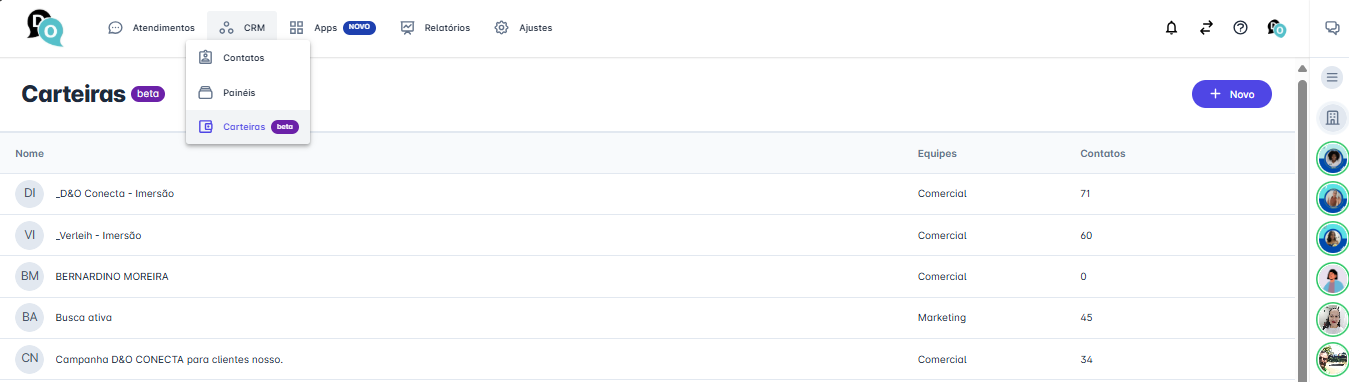 D O
Atendimentos CRM Apps NOVO Relatórios Ajustes
Contatos
Painéis
Carteiras beta
Carteiras beta
+ Novo
Nome Equipes Contatos
DI _D&O Conecta - Imersão Comercial 71
VI _Verleih - Imersão Comercial 60
BM BERNARDINO MOREIRA Comercial 0
BA Busca ativa Marketing 45
CN Campanha D&O CONECTA para clientes nosso. Comercial 34